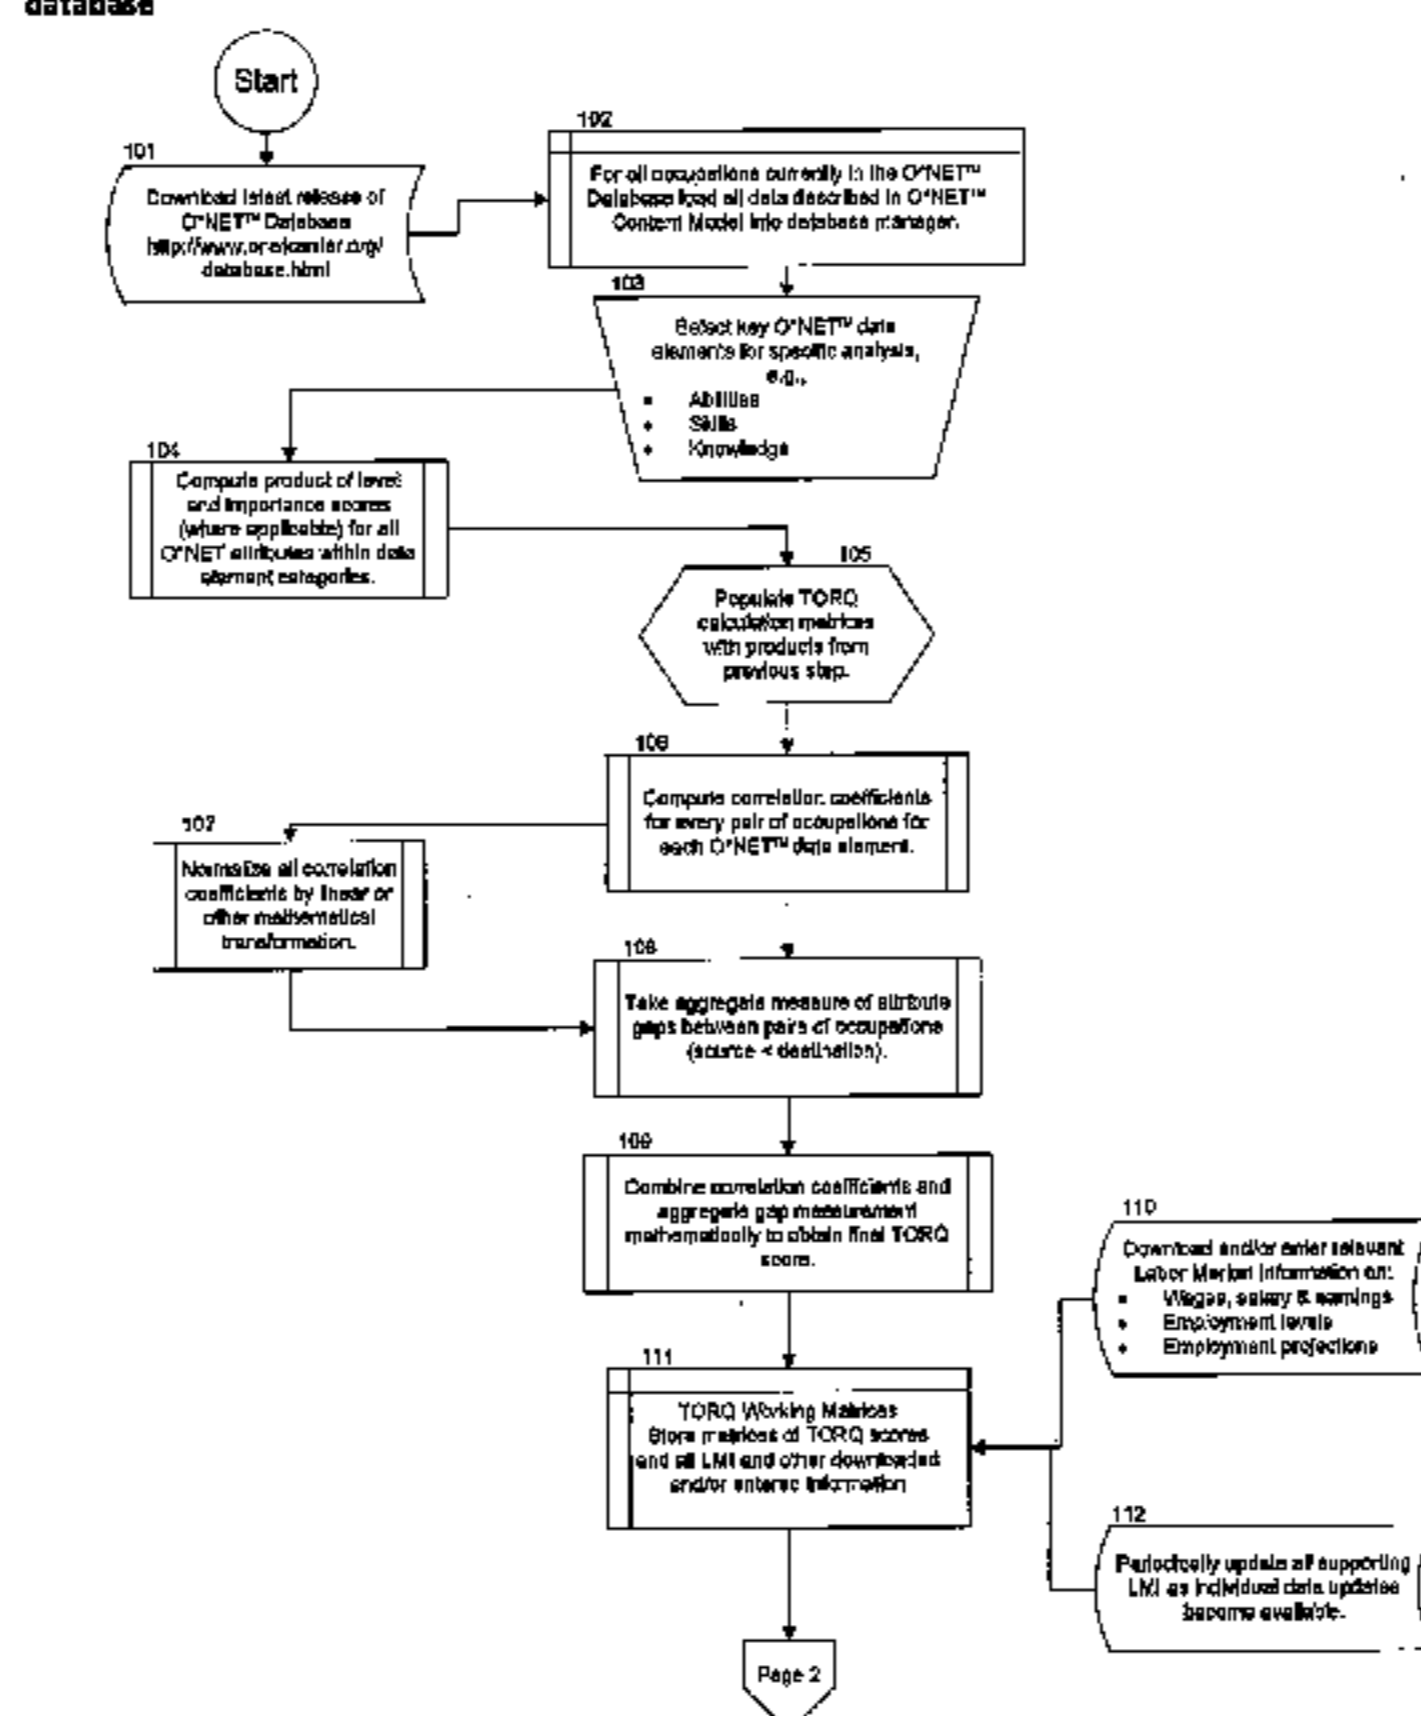 database
Start
101
Download latest release of
O*NET™ Database
http://www.onetcenter.org/
database.html
102
For all occupations currently in the O*NET™
Database load all data described in O*NET™
Content Model into database manager.
103
Select key O*NET™ data
elements for specific analysis,
e.g.,
• Abilities
• Skills
• Knowledge
104
Compute product of level
and importance scores
(where applicable) for all
O*NET attributes within data
element categories.
105
Populate TORQ
calculation matrices
with products from
previous step.
106
Compute correlation coefficients
for every pair of occupations for
each O*NET™ data element.
107
Normalize all correlation
coefficients by linear or
other mathematical
transformation.
108
Take aggregate measure of attribute
gaps between pairs of occupations
(source < destination).
109
Combine correlation coefficients and
aggregate gap measurement
mathematically to obtain final TORQ
score.
110
Download and/or enter relevant
Labor Market Information on:
• Wages, salary & earnings
• Employment levels
• Employment projections
111
TORQ Working Matrices
Store matrices of TORQ scores
and all LMI and other downloaded
and/or entered information
112
Periodically update all supporting
LMI as individual data updates
become available.
Page 2